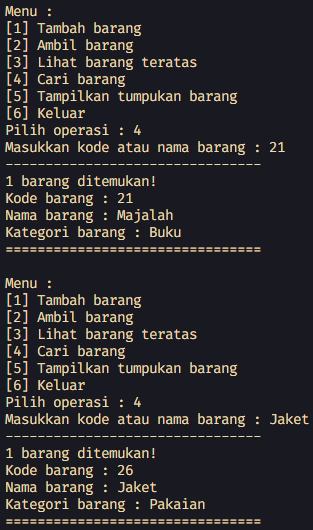 Menu :
[1] Tambah barang
[2] Ambil barang
[3] Lihat barang teratas
[4] Cari barang
[5] Tampilkan tumpukan barang
[6] Keluar
Pilih operasi : 4
Masukkan kode atau nama barang : 21
--------------------------------
1 barang ditemukan!
Kode barang : 21
Nama barang : Majalah
Kategori barang : Buku
================================
Menu :
[1] Tambah barang
[2] Ambil barang
[3] Lihat barang teratas
[4] Cari barang
[5] Tampilkan tumpukan barang
[6] Keluar
Pilih operasi : 4
Masukkan kode atau nama barang : Jaket
--------------------------------
1 barang ditemukan!
Kode barang : 26
Nama barang : Jaket
Kategori barang : Pakaian
================================